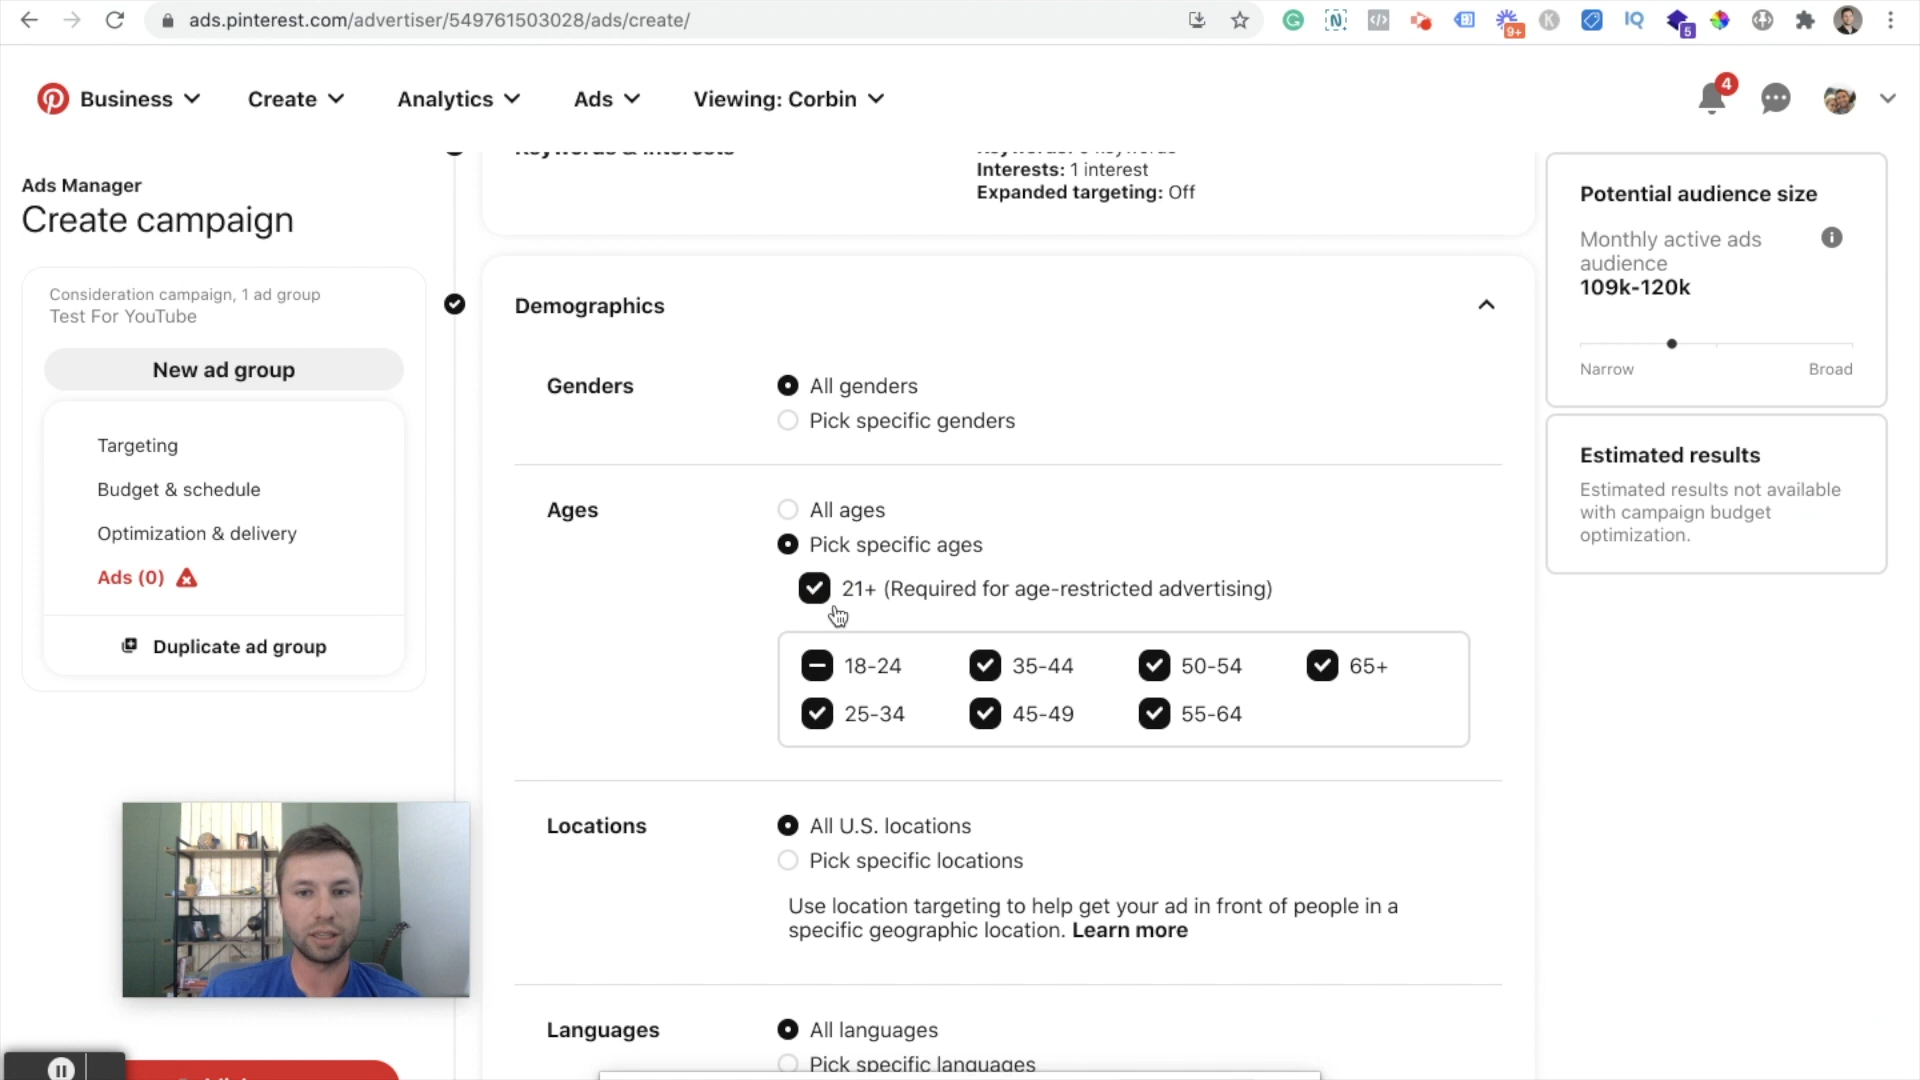 ads.pinterest.com/advertiser/549761503028/ads/create/
9+
5
Business
Create
Analytics
Ads
Viewing: Corbin
4
Ads Manager
Create campaign
Consideration campaign, 1 ad group
Test For YouTube
New ad group
Targeting
Budget & schedule
Optimization & delivery
Ads (0)
Duplicate ad group
Keywords & interests
Interests: 1 interest
Expanded targeting: Off
Demographics
Genders
All genders
Pick specific genders
Ages
All ages
Pick specific ages
21+ (Required for age-restricted advertising)
18-24
35-44
50-54
65+
25-34
45-49
55-64
Locations
All U.S. locations
Pick specific locations
Use location targeting to help get your ad in front of people in a
specific geographic location. Learn more
Languages
All languages
Pick specific languages
Potential audience size
Monthly active ads
audience
109k-120k
Narrow
Broad
Estimated results
Estimated results not available
with campaign budget
optimization.